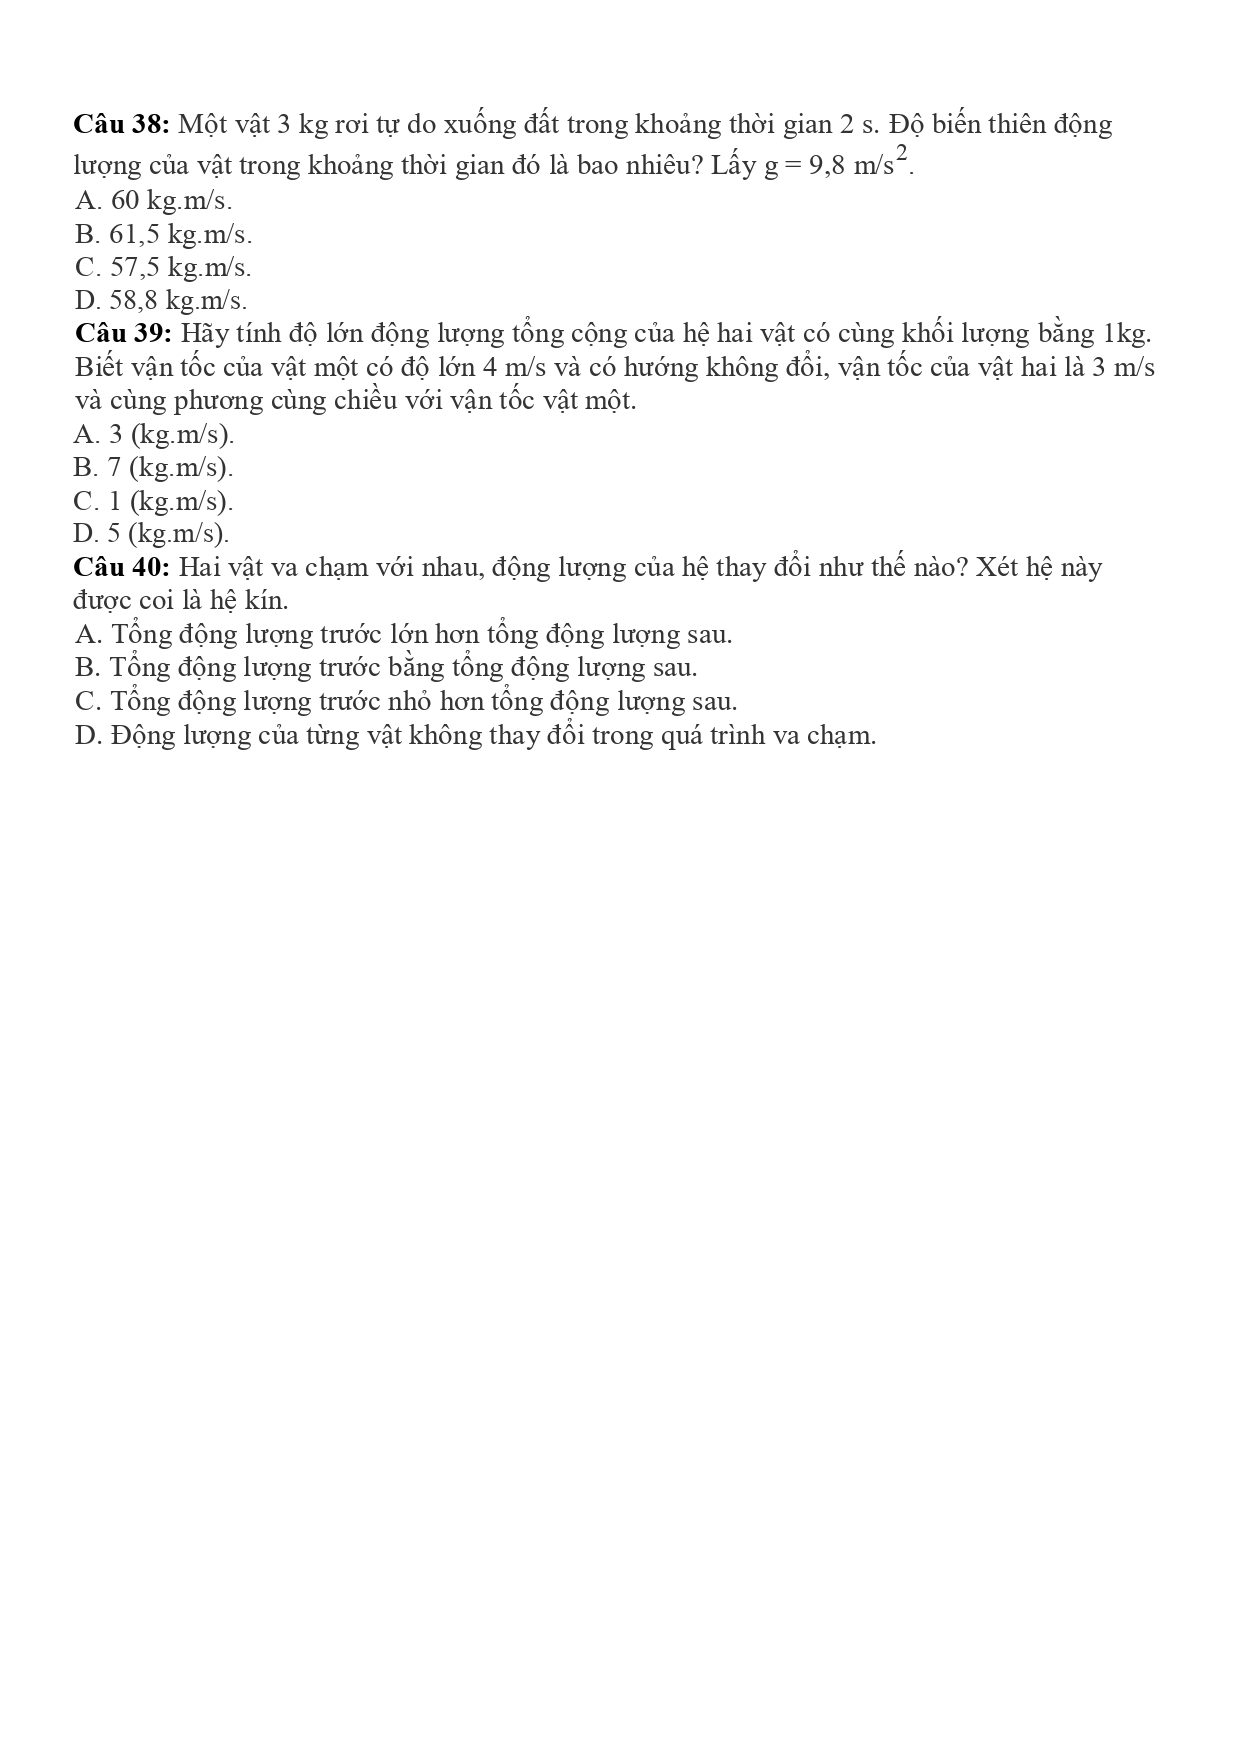 Câu 38: Một vật 3 kg rơi tự do xuống đất trong khoảng thời gian 2 s. Độ biến thiên động
lượng của vật trong khoảng thời gian đó là bao nhiêu? Lấy g = 9,8 m/s².
A. 60 kg.m/s.
B. 61,5 kg.m/s.
C. 57,5 kg.m/s.
D. 58,8 kg.m/s.
Câu 39: Hãy tính độ lớn động lượng tổng cộng của hệ hai vật có cùng khối lượng bằng 1kg.
Biết vận tốc của vật một có độ lớn 4 m/s và có hướng không đổi, vận tốc của vật hai là 3 m/s
và cùng phương cùng chiều với vận tốc vật một.
A. 3 (kg.m/s).
B. 7 (kg.m/s).
C. 1 (kg.m/s).
D. 5 (kg.m/s).
Câu 40: Hai vật va chạm với nhau, động lượng của hệ thay đổi như thế nào? Xét hệ này
được coi là hệ kín.
A. Tổng động lượng trước lớn hơn tổng động lượng sau.
B. Tổng động lượng trước bằng tổng động lượng sau.
C. Tổng động lượng trước nhỏ hơn tổng động lượng sau.
D. Động lượng của từng vật không thay đổi trong quá trình va chạm.